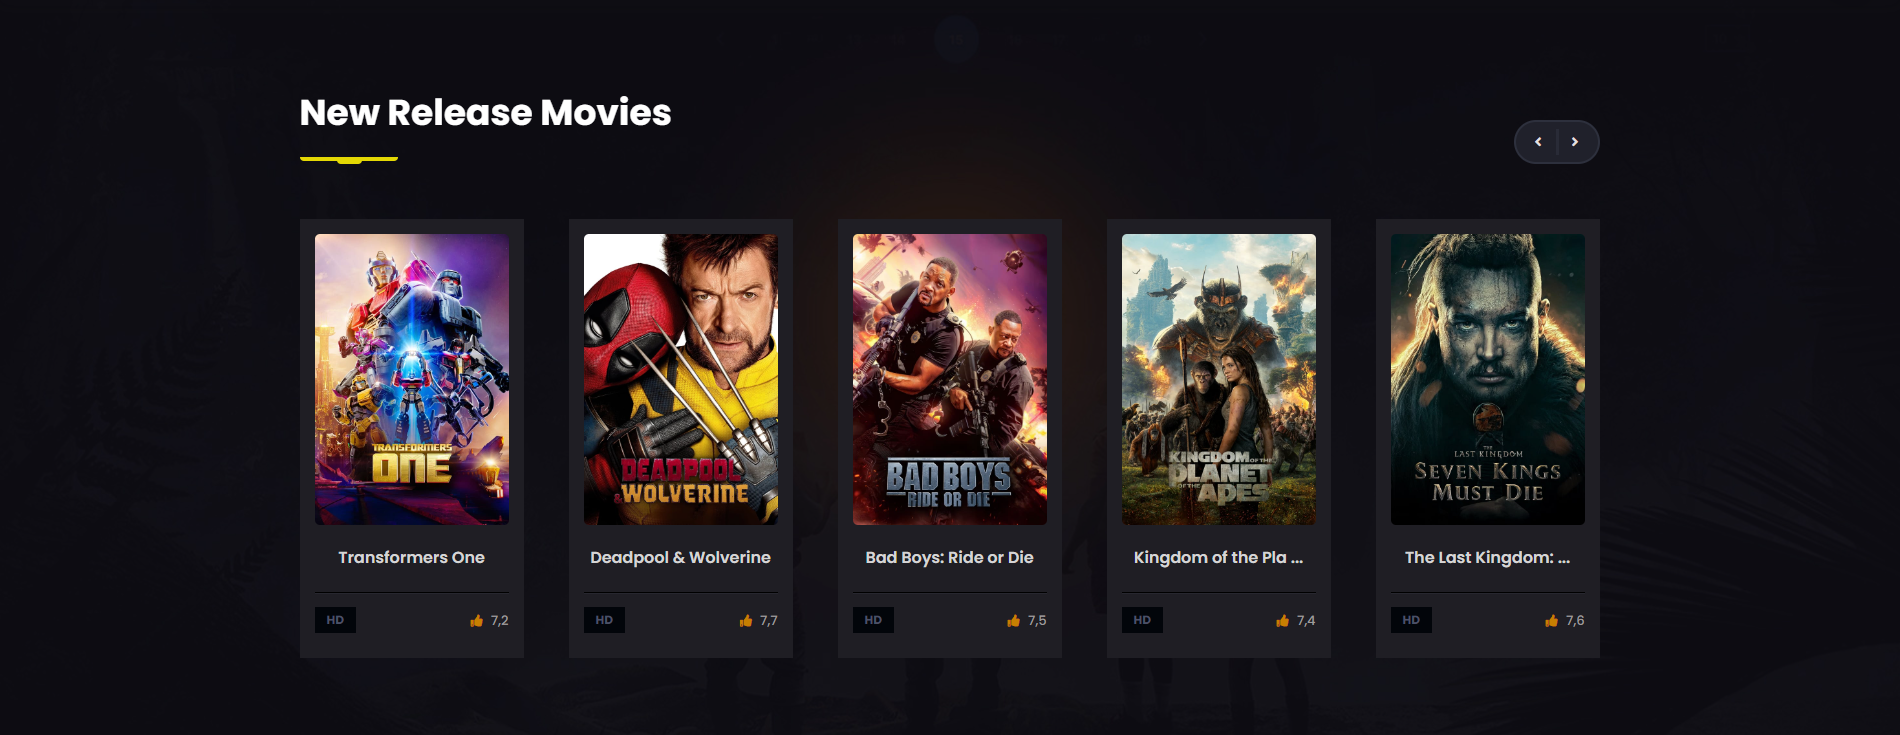 New Release Movies
TRANSFORMERS
ONE
DEADPOOL
& WOLVERINE
BAD BOYS
RIDE OR DIE
KINGDOM OF THE
PLANET
OF THE APES
THE
LAST KINGDOM
SEVEN KINGS
MUST DIE
Transformers One
Deadpool & Wolverine
Bad Boys: Ride or Die
Kingdom of the Pla ...
The Last Kingdom: ...
HD 7,2
HD 7,7
HD 7,5
HD 7,4
HD 7,6